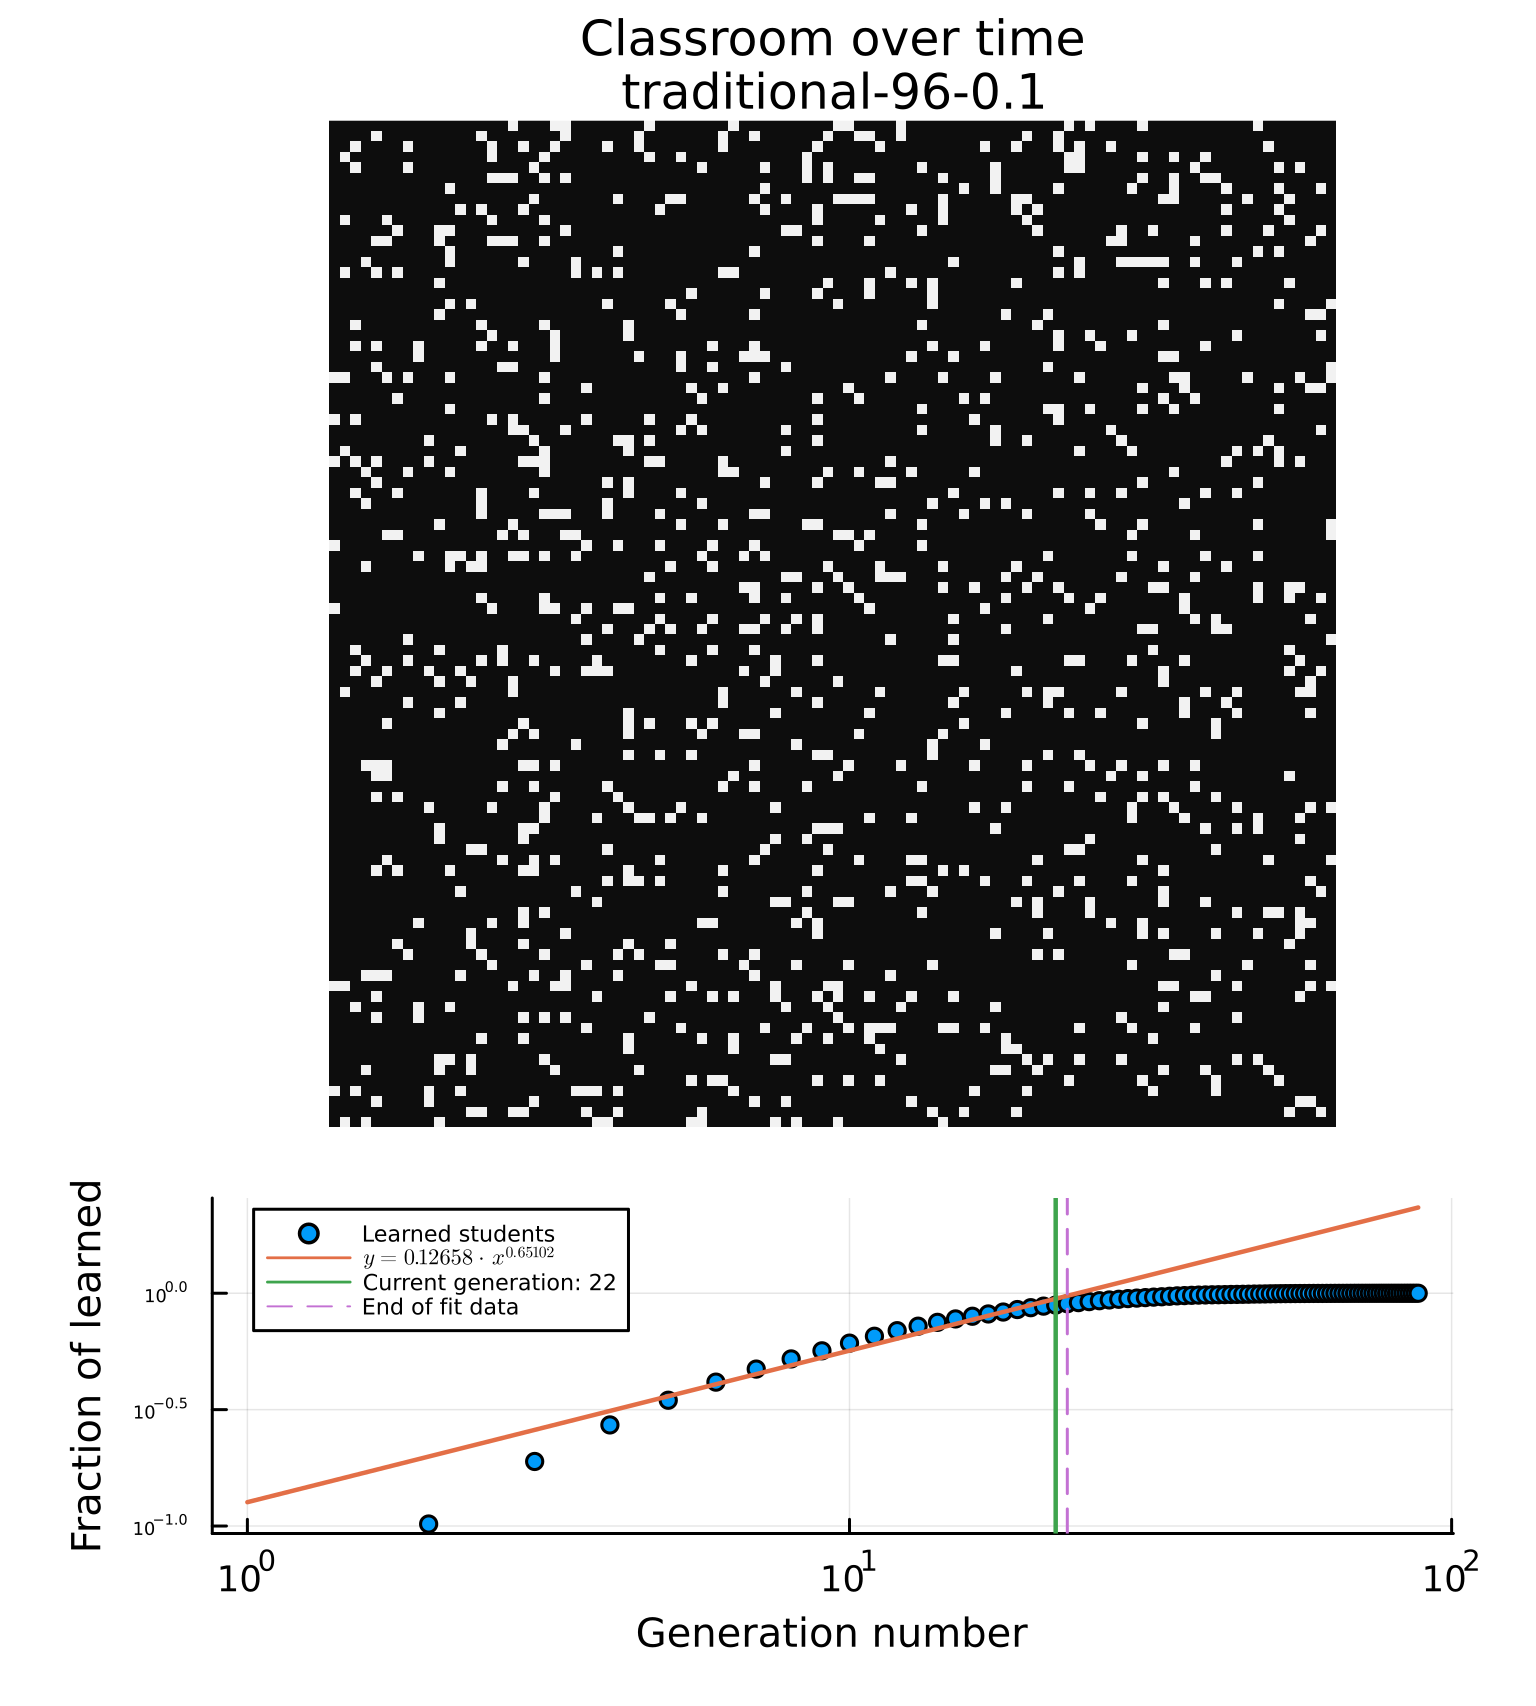 Classroom over time
traditional-96-0.1
Fraction of learned
Learned students
y = 0.12658 · x^0.65102
Current generation: 22
End of fit data
10^0.0
10^−0.5
10^−1.0
10^0
10^1
10^2
Generation number